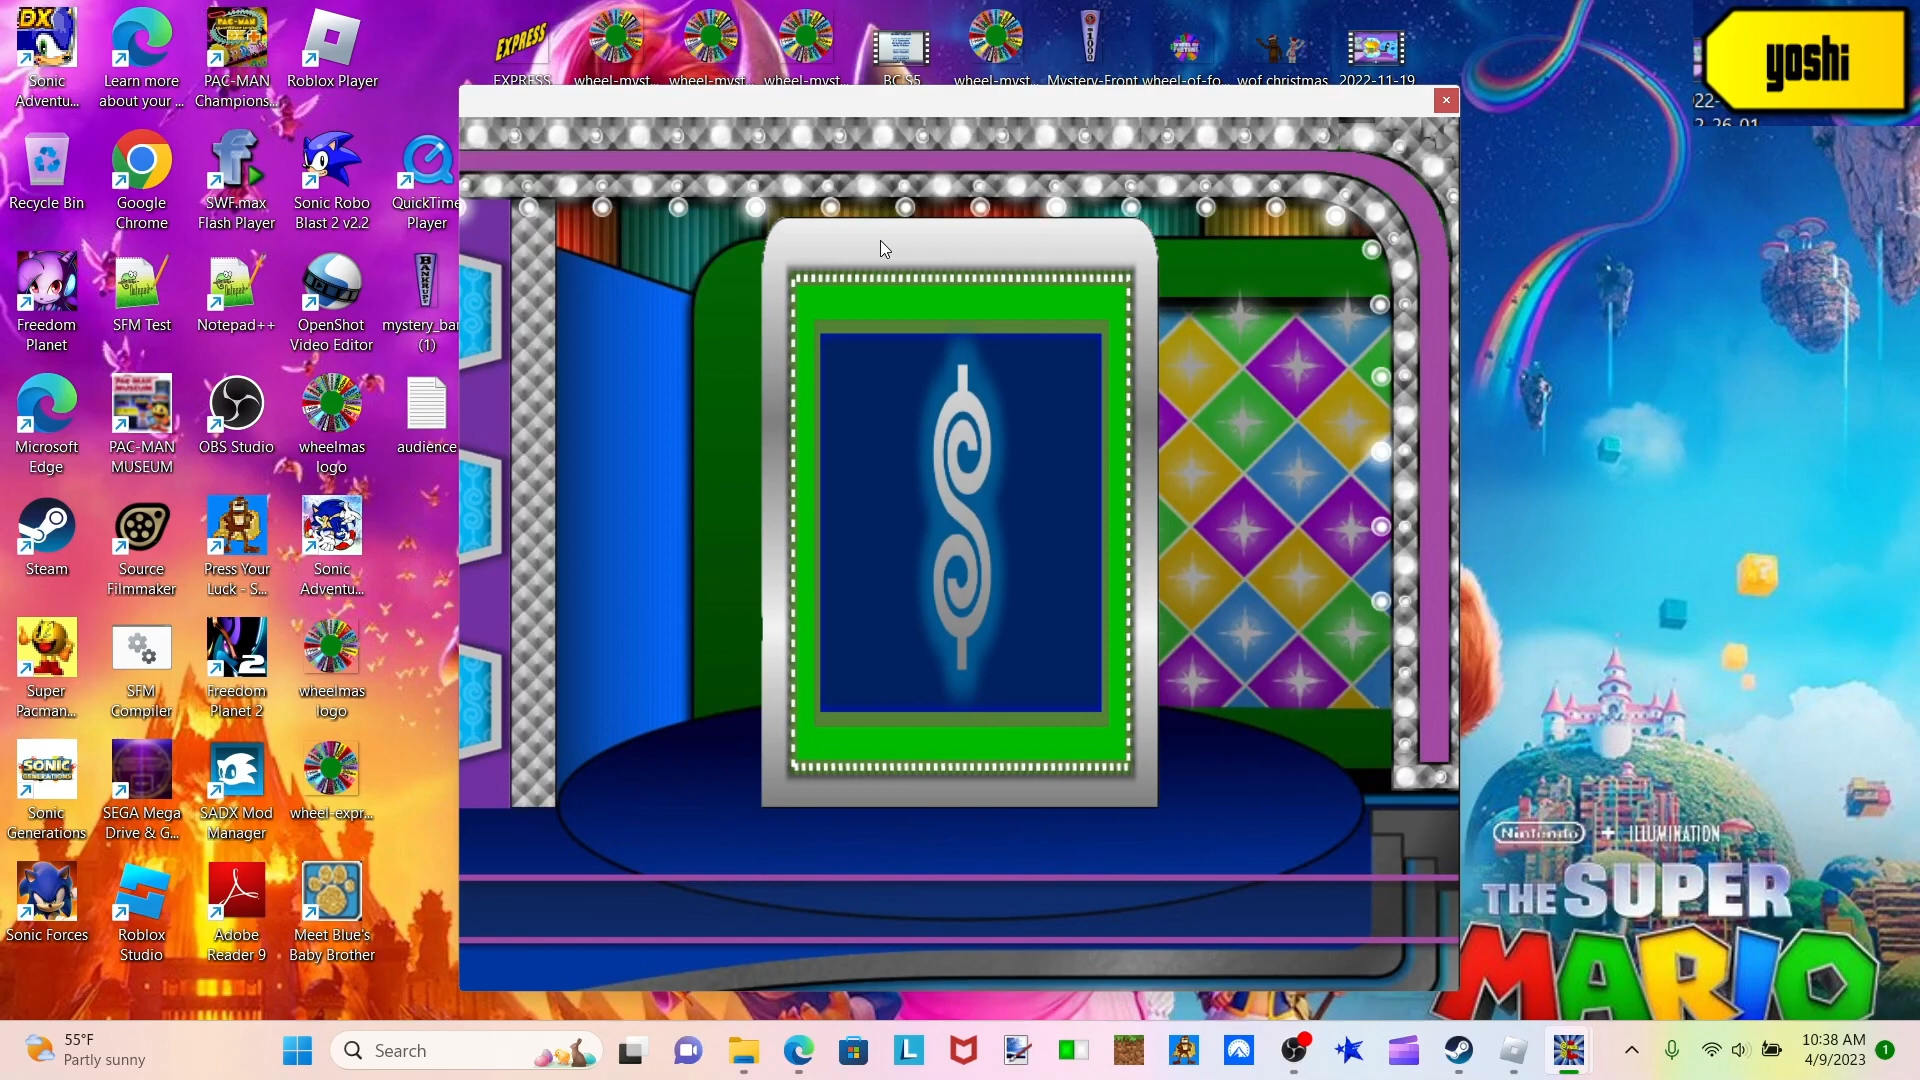 DX
EXPRESS
1000
yoshi
Sonic Adventu...
Learn more about your ...
PAC-MAN Champions...
Roblox Player
EXPRESS
wheel-myst...
wheel-myst...
wheel-myst...
BC S5
wheel-myst...
Mystery-Front
wheel-of-fo...
wof christmas
2022-11-19
Recycle Bin
Google Chrome
SWF.max Flash Player
Sonic Robo Blast 2 v2.2
QuickTime Player
BANKRUPT
Freedom Planet
SFM Test
Notepad++
OpenShot Video Editor
mystery_ban (1)
Microsoft Edge
PAC-MAN MUSEUM
OBS Studio
wheelmas logo
audience
Steam
Source Filmmaker
Press Your Luck - S...
Sonic Adventu...
Super Pacman...
SFM Compiler
Freedom Planet 2
wheelmas logo
Sonic Generations
SEGA Mega Drive & G...
SADX Mod Manager
wheel-expr...
Sonic Forces
Roblox Studio
Adobe Reader 9
Meet Blue's Baby Brother
Nintendo + ILLUMINATION
THE SUPER
MARIO
55°F
Partly sunny
Search
10:38 AM
4/9/2023
1